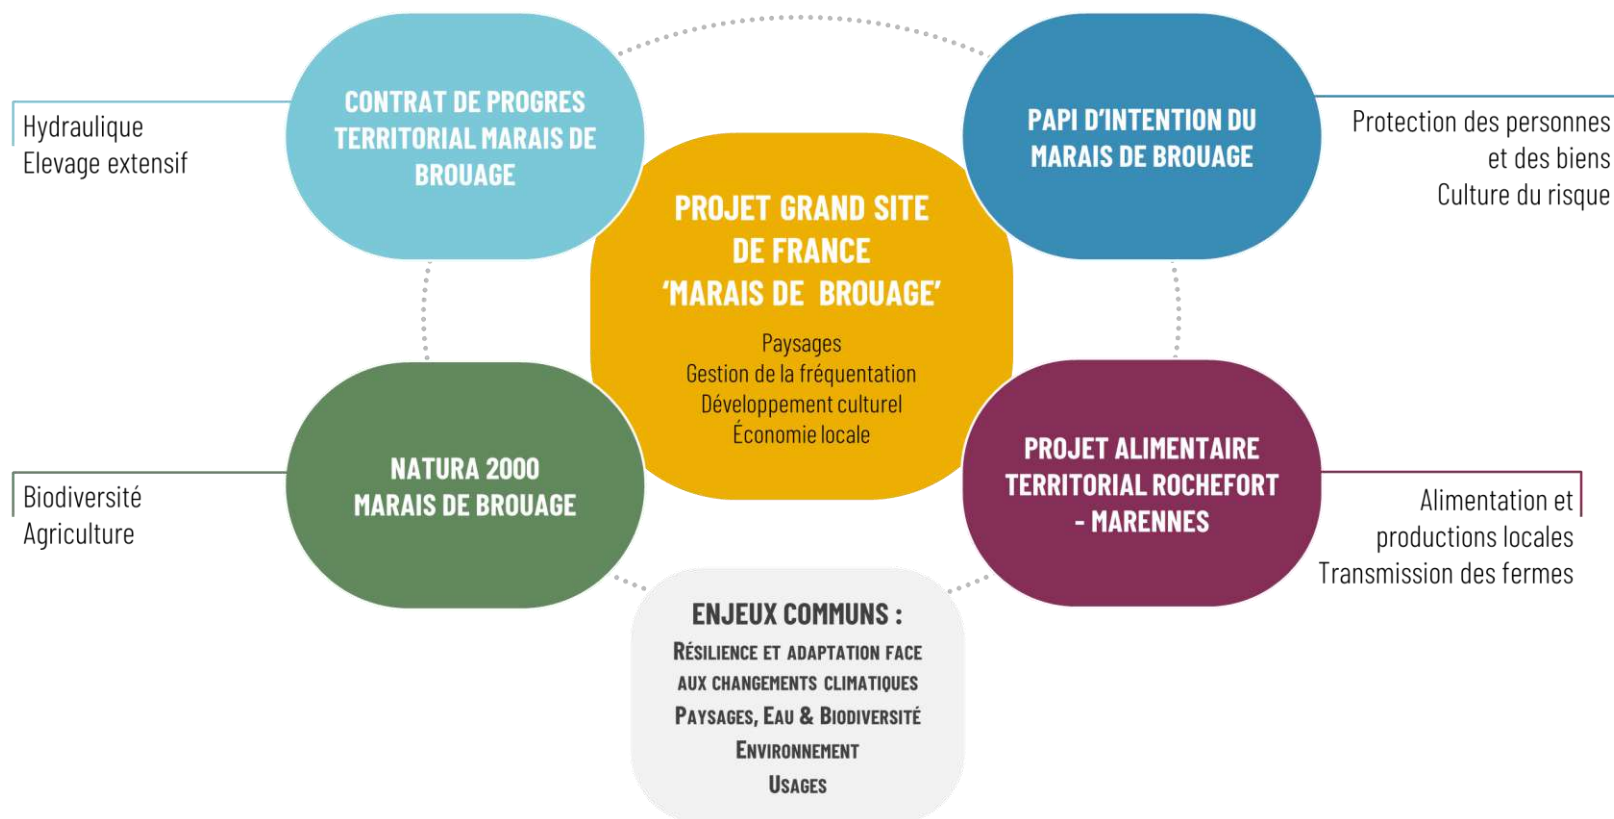 CONTRAT DE PROGRES
TERRITORIAL MARAIS DE
BROUAGE
Hydraulique
Elevage extensif
PAPI D'INTENTION DU
MARAIS DE BROUAGE
Protection des personnes
et des biens
Culture du risque
PROJET GRAND SITE
DE FRANCE
‘MARAIS DE BROUAGE’
Paysages
Gestion de la fréquentation
Développement culturel
Économie locale
NATURA 2000
MARAIS DE BROUAGE
Biodiversité
Agriculture
PROJET ALIMENTAIRE
TERRITORIAL ROCHEFORT
- MARENNES
Alimentation et
productions locales
Transmission des fermes
ENJEUX COMMUNS :
RÉSILIENCE ET ADAPTATION FACE
AUX CHANGEMENTS CLIMATIQUES
PAYSAGES, EAU & BIODIVERSITÉ
ENVIRONNEMENT
USAGES